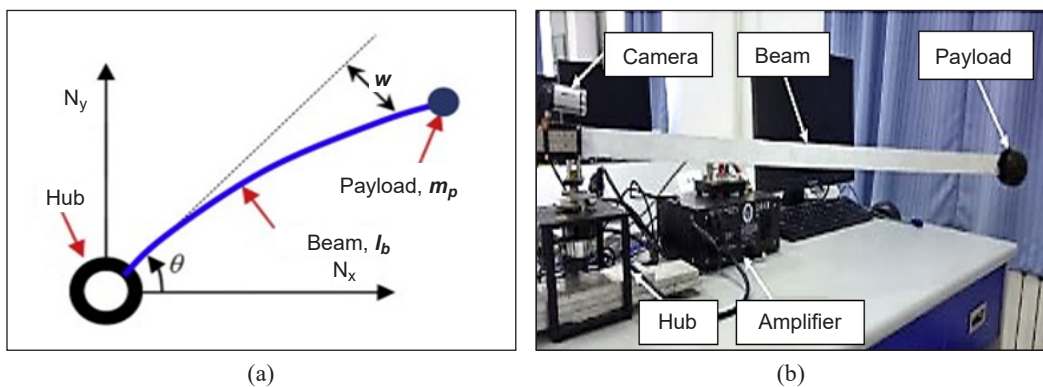 N_y
w
Hub
Payload, m_p
Beam, l_b
θ
N_x
(a)
Camera
Beam
Payload
Hub
Amplifier
(b)